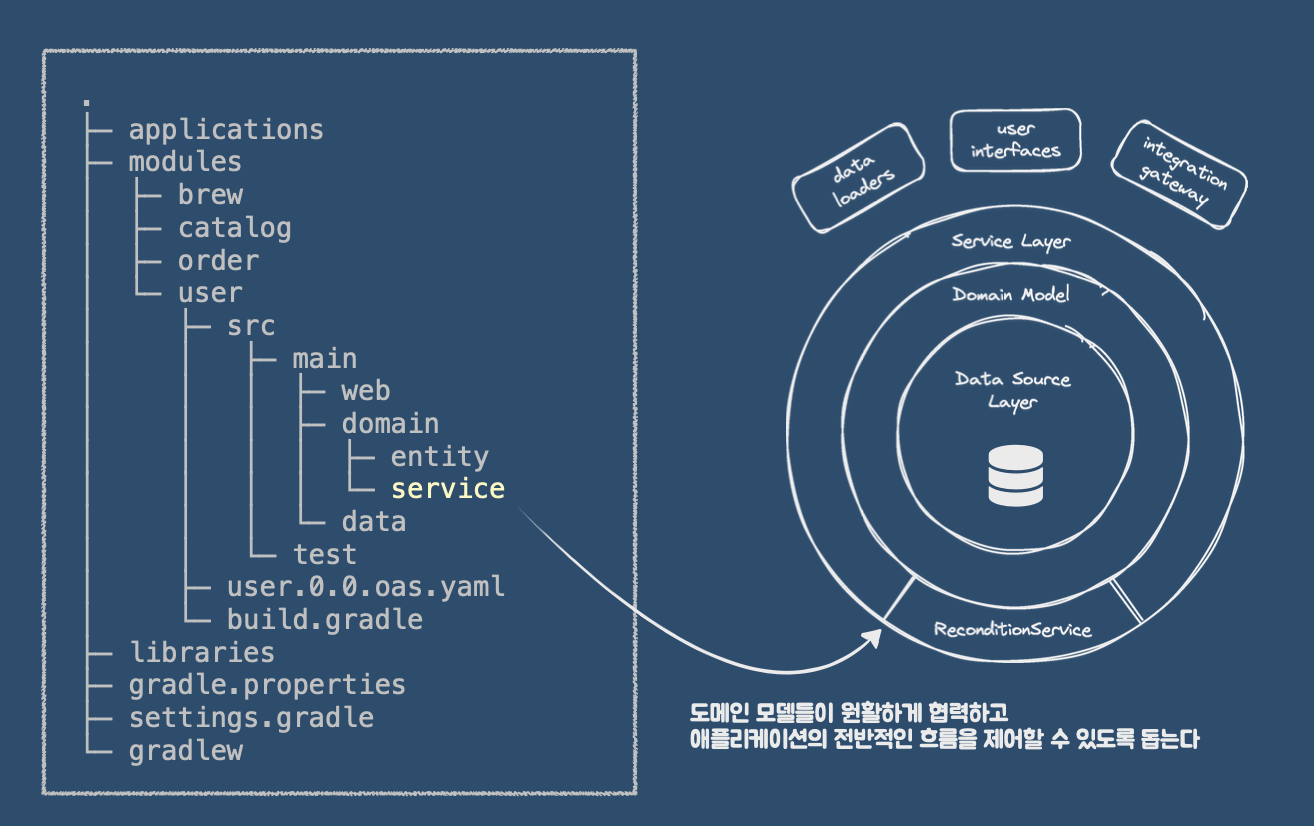 .
├─ applications
├─ modules
│  ├─ brew
│  ├─ catalog
│  ├─ order
│  └─ user
│     ├─ src
│     │  ├─ main
│     │  │  ├─ web
│     │  │  ├─ domain
│     │  │  │  ├─ entity
│     │  │  │  └─ service
│     │  │  └─ data
│     │  └─ test
│     ├─ user.0.0.oas.yaml
│     └─ build.gradle
├─ libraries
├─ gradle.properties
├─ settings.gradle
└─ gradlew
data
loaders
user
interfaces
integration
gateway
Service Layer
Domain Model
Data Source
Layer
ReconditionService
도메인 모델들이 원활하게 협력하고
애플리케이션의 전반적인 흐름을 제어할 수 있도록 돕는다